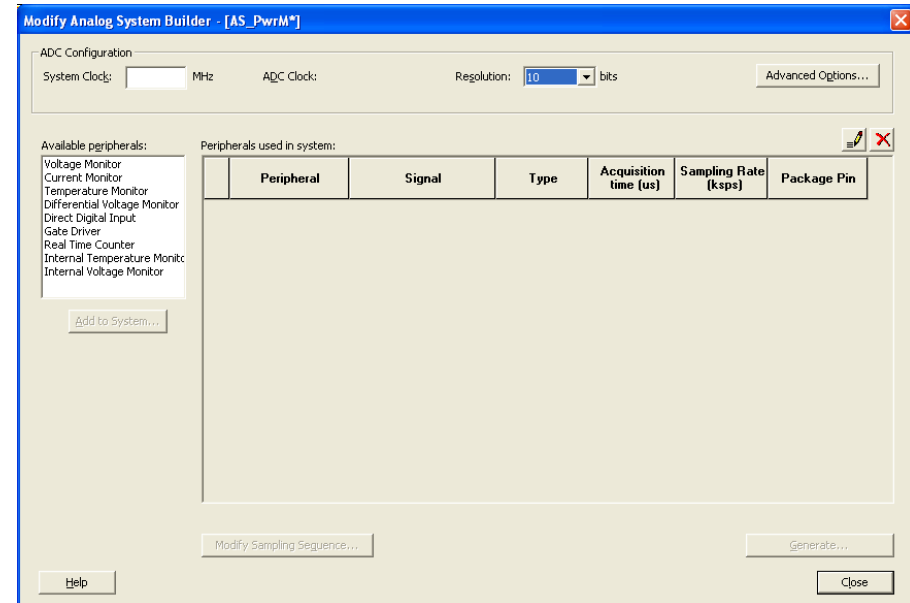 Modify Analog System Builder - [AS_PwrM*]
ADC Configuration
System Clock: MHz ADC Clock: Resolution: 10 bits Advanced Options...
Available peripherals: Peripherals used in system:
Voltage Monitor
Current Monitor
Temperature Monitor
Differential Voltage Monitor
Direct Digital Input
Gate Driver
Real Time Counter
Internal Temperature Monitc
Internal Voltage Monitor
Peripheral Signal Type Acquisition time (us) Sampling Rate (ksps) Package Pin
Add to System...
Modify Sampling Sequence... Generate...
Help Close